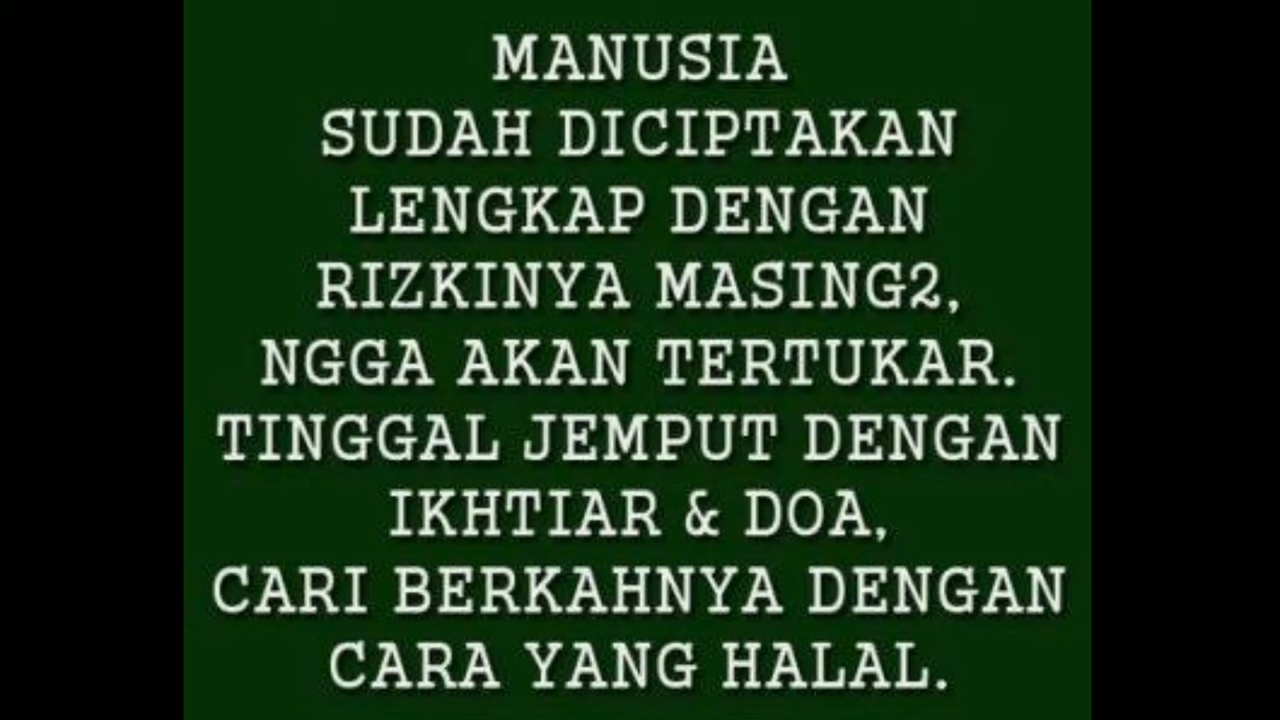 MANUSIA
SUDAH DICIPTAKAN
LENGKAP DENGAN
RIZKINYA MASING2,
NGGA AKAN TERTUKAR.
TINGGAL JEMPUT DENGAN
IKHTIAR & DOA,
CARI BERKAHNYA DENGAN
CARA YANG HALAL.